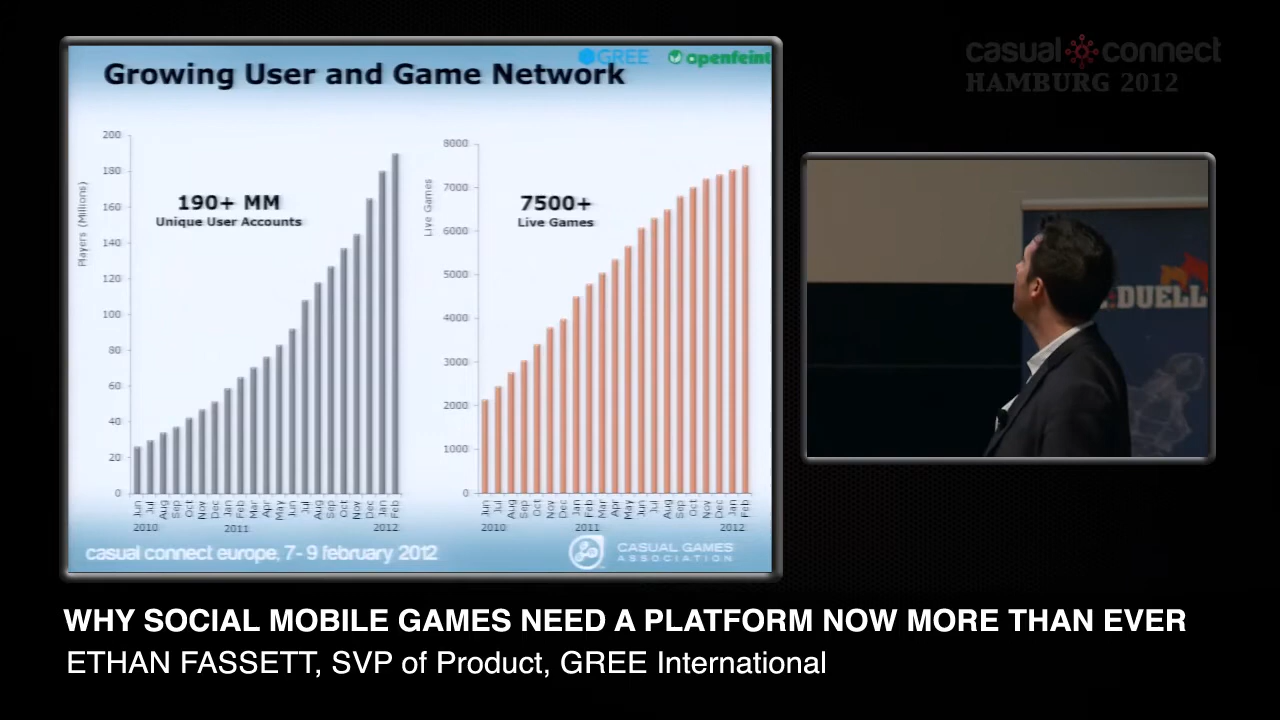 GREE openfeint
Growing User and Game Network
200
180
160
140
120
100
80
60
40
20
0
Players (Millions)
190+ MM
Unique User Accounts
Jun Jul Aug Sep Oct Nov Dec Jan Feb Mar Apr May Jun Jul Aug Sep Oct Nov Dec Jan Feb
2010 2011 2012
8000
7000
6000
5000
4000
3000
2000
1000
0
Live Games
7500+
Live Games
Jun Jul Aug Sep Oct Nov Dec Jan Feb Mar Apr May Jun Jul Aug Sep Oct Nov Dec Jan Feb
2010 2011 2012
casual connect europe, 7-9 february 2012
CASUAL GAMES
ASSOCIATION
casual connect
HAMBURG 2012
DUELL
WHY SOCIAL MOBILE GAMES NEED A PLATFORM NOW MORE THAN EVER
ETHAN FASSETT, SVP of Product, GREE International